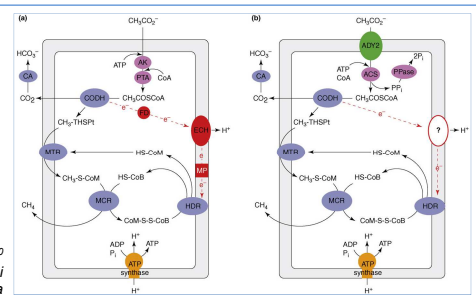 (a)
CH₃CO₂⁻
HCO₃⁻
ATP
AK
CoA
PTA
CA
CO₂
CODH
CH₃COSCoA
e⁻
FD
ECH
H⁺
CH₃-THSPt
e⁻
MTR
HS-CoM
MP
e⁻
CH₃-S-CoM
HS-CoB
MCR
HDR
CH₄
CoM-S-S-CoB
H⁺
ADP
Pᵢ
ATP
ATP
synthase
H⁺
(b)
CH₃CO₂⁻
ADY2
HCO₃⁻
2Pᵢ
ATP
CoA
ACS
PPase
PPᵢ
CA
CO₂
CODH
CH₃COSCoA
e⁻
?
H⁺
CH₃-THSPt
MTR
HS-CoM
e⁻
CH₃-S-CoM
HS-CoB
MCR
HDR
CH₄
CoM-S-S-CoB
H⁺
ADP
Pᵢ
ATP
ATP
synthase
H⁺
i
a